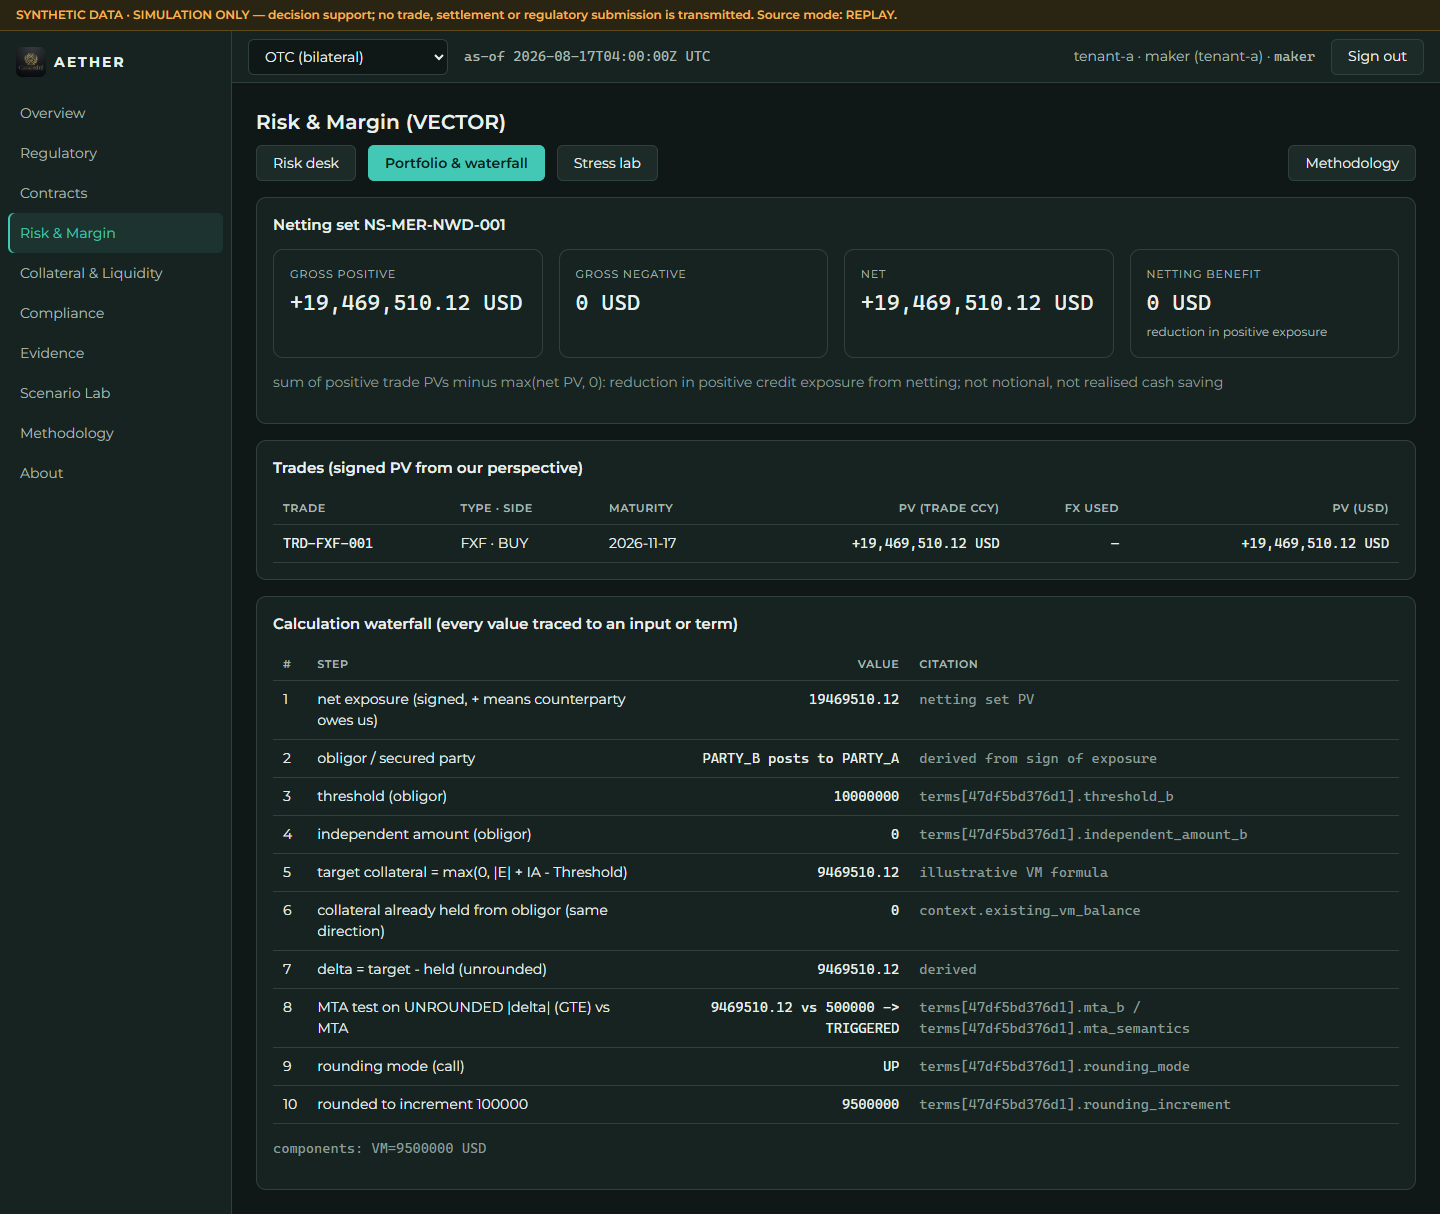 SYNTHETIC DATA · SIMULATION ONLY — decision support; no trade, settlement or regulatory submission is transmitted. Source mode: REPLAY.
AETHER
OTC (bilateral)
as-of 2026-08-17T04:00:00Z UTC
tenant-a · maker (tenant-a) · maker
Sign out
Overview
Regulatory
Contracts
Risk & Margin
Collateral & Liquidity
Compliance
Evidence
Scenario Lab
Methodology
About
Risk & Margin (VECTOR)
Risk desk
Portfolio & waterfall
Stress lab
Methodology
Netting set NS-MER-NWD-001
GROSS POSITIVE
+19,469,510.12 USD
GROSS NEGATIVE
0 USD
NET
+19,469,510.12 USD
NETTING BENEFIT
0 USD
reduction in positive exposure
sum of positive trade PVs minus max(net PV, 0): reduction in positive credit exposure from netting; not notional, not realised cash saving
Trades (signed PV from our perspective)
TRADE TYPE · SIDE MATURITY PV (TRADE CCY) FX USED PV (USD)
TRD-FXF-001 FXF · BUY 2026-11-17 +19,469,510.12 USD — +19,469,510.12 USD
Calculation waterfall (every value traced to an input or term)
# STEP VALUE CITATION
1 net exposure (signed, + means counterparty 19469510.12 netting set PV
owes us)
2 obligor / secured party PARTY_B posts to PARTY_A derived from sign of exposure
3 threshold (obligor) 10000000 terms[47df5bd376d1].threshold_b
4 independent amount (obligor) 0 terms[47df5bd376d1].independent_amount_b
5 target collateral = max(0, |E| + IA - Threshold) 9469510.12 illustrative VM formula
6 collateral already held from obligor (same 0 context.existing_vm_balance
direction)
7 delta = target - held (unrounded) 9469510.12 derived
8 MTA test on UNROUNDED |delta| (GTE) vs 9469510.12 vs 500000 -> terms[47df5bd376d1].mta_b /
MTA TRIGGERED terms[47df5bd376d1].mta_semantics
9 rounding mode (call) UP terms[47df5bd376d1].rounding_mode
10 rounded to increment 100000 9500000 terms[47df5bd376d1].rounding_increment
components: VM=9500000 USD